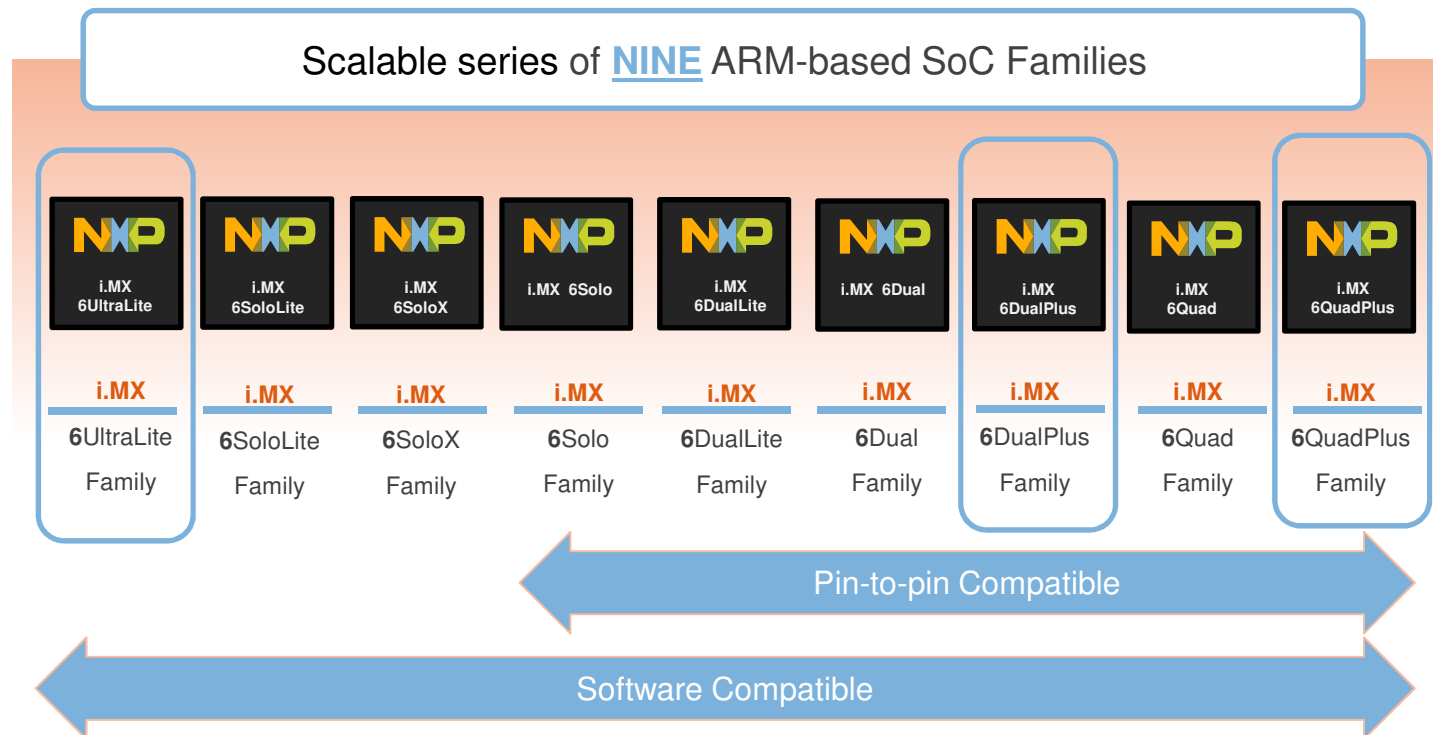 Scalable series of NINE ARM-based SoC Families
NXP
i.MX
6UltraLite
NXP
i.MX
6SoloLite
NXP
i.MX
6SoloX
NXP
i.MX 6Solo
NXP
i.MX
6DualLite
NXP
i.MX 6Dual
NXP
i.MX
6DualPlus
NXP
i.MX
6Quad
NXP
i.MX
6QuadPlus
i.MX
6UltraLite
Family
i.MX
6SoloLite
Family
i.MX
6SoloX
Family
i.MX
6Solo
Family
i.MX
6DualLite
Family
i.MX
6Dual
Family
i.MX
6DualPlus
Family
i.MX
6Quad
Family
i.MX
6QuadPlus
Family
Pin-to-pin Compatible
Software Compatible